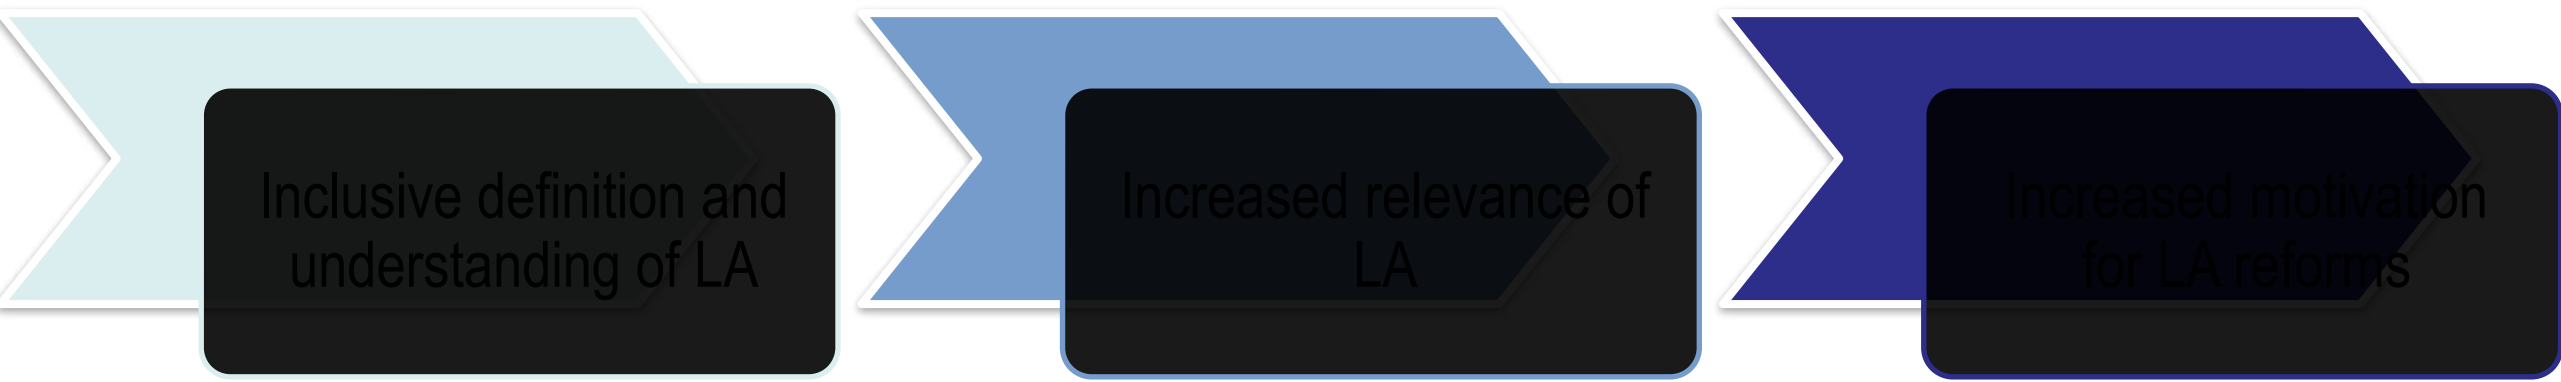 Inclusive definition and
understanding of LA
Increased relevance of
LA
Increased motivation
for LA reforms